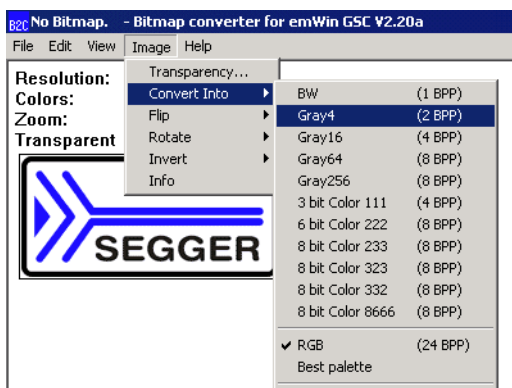 B2C No Bitmap. - Bitmap converter for emWin GSC V2.20a
File Edit View Image Help
Resolution:
Colors:
Zoom:
Transparent
Transparency...
Convert Into
Flip
Rotate
Invert
Info
BW (1 BPP)
Gray4 (2 BPP)
Gray16 (4 BPP)
Gray64 (8 BPP)
Gray256 (8 BPP)
3 bit Color 111 (4 BPP)
6 bit Color 222 (8 BPP)
8 bit Color 233 (8 BPP)
8 bit Color 323 (8 BPP)
8 bit Color 332 (8 BPP)
8 bit Color 8666 (8 BPP)
RGB (24 BPP)
Best palette
SEGGER